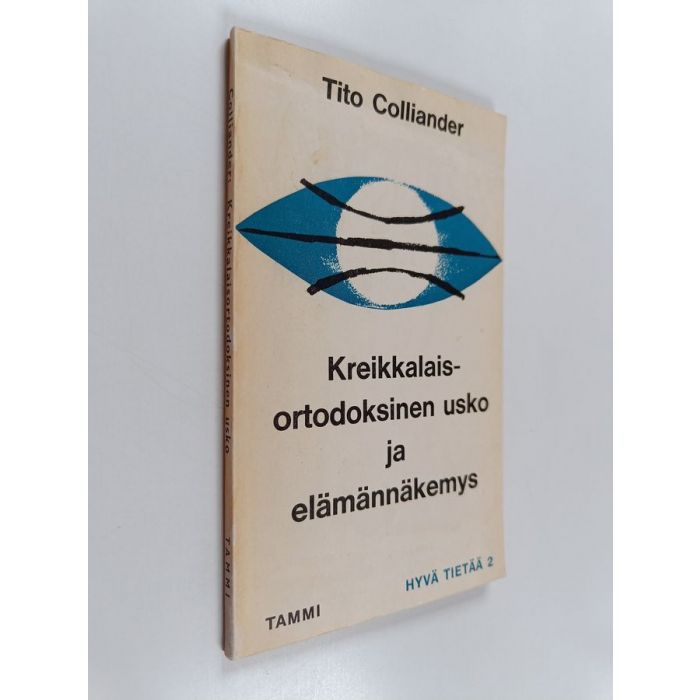 Tito Colliander
Kreikkalais-
ortodoksinen usko
ja
elämännäkemys
HYVÄ TIETÄÄ 2
TAMMI
Colliander: Kreikkalaisortodoksinen usko
TAMMI